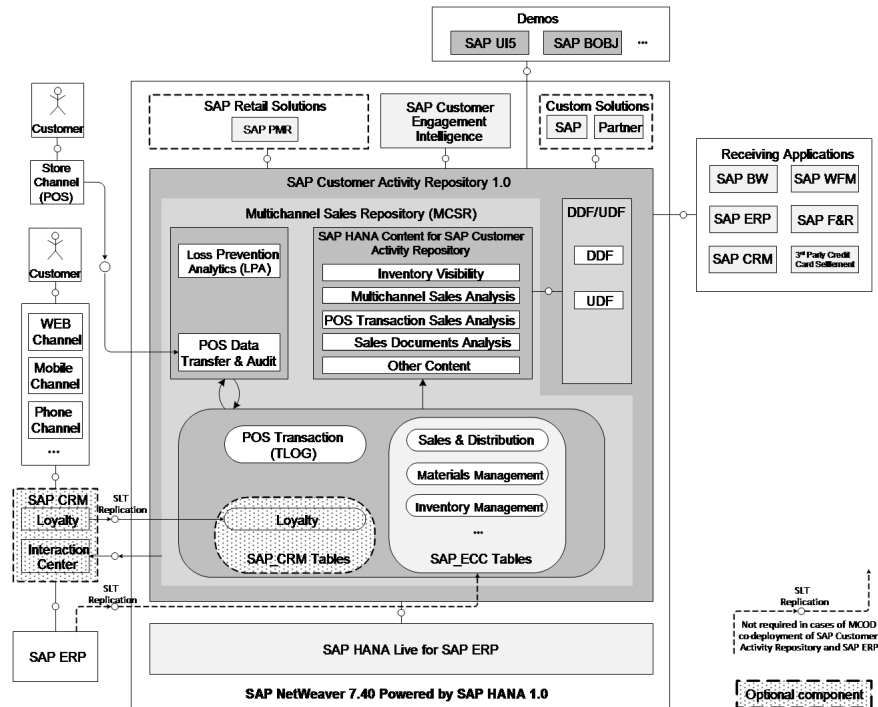 Demos
SAP UI5
SAP BOBJ
...
Customer
Store
Channel
(POS)
Customer
WEB
Channel
Mobile
Channel
Phone
Channel
...
SAP CRM
Loyalty
Interaction
Center
SAP ERP
SLT
Replication
SLT
Replication
SAP Retail Solutions
SAP PMR
SAP Customer
Engagement
Intelligence
Custom Solutions
SAP
Partner
SAP Customer Activity Repository 1.0
Multichannel Sales Repository (MCSR)
Loss Prevention
Analytics (LPA)
POS Data
Transfer & Audit
SAP HANA Content for SAP Customer
Activity Repository
Inventory Visibility
Multichannel Sales Analysis
POS Transaction Sales Analysis
Sales Documents Analysis
Other Content
DDF/UDF
DDF
UDF
POS Transaction
(TLOG)
Loyalty
SAP_CRM Tables
Sales & Distribution
Materials Management
Inventory Management
...
SAP_ECC Tables
SAP HANA Live for SAP ERP
SAP NetWeaver 7.40 Powered by SAP HANA 1.0
Receiving Applications
SAP BW
SAP WFM
SAP ERP
SAP F&R
SAP CRM
3rd Party Credit
Card Settlement
SLT
Replication
Not required in cases of MCOD
co-deployment of SAP Customer
Activity Repository and SAP ERP
Optional component